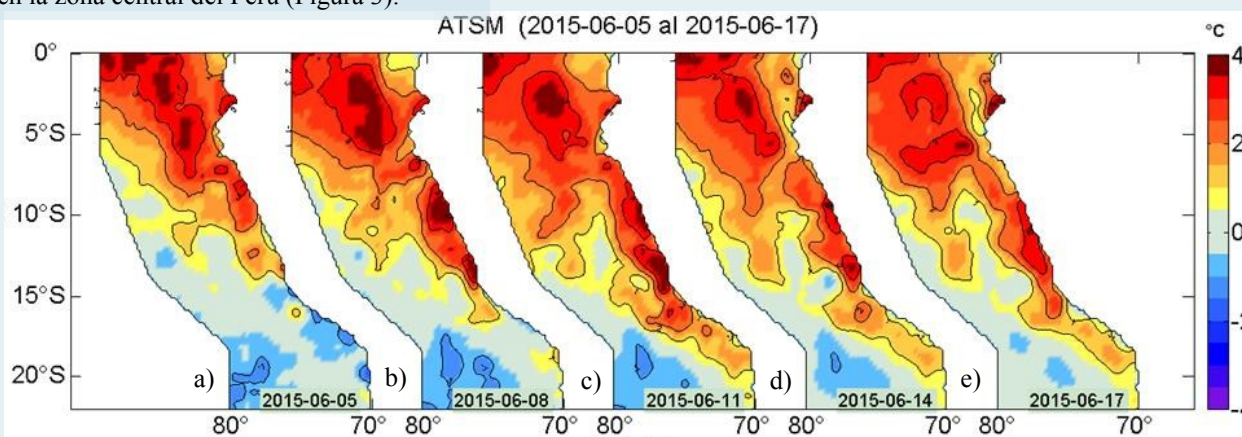 en la zona central del Perú (Figura 3).
ATSM (2015-06-05 al 2015-06-17)
°c
0°
5°S
10°S
15°S
20°S
4
2
0
-2
-4
a) b) c) d) e)
2015-06-05 2015-06-08 2015-06-11 2015-06-14 2015-06-17
80° 70° 80° 70° 80° 70° 80° 70° 80° 70°